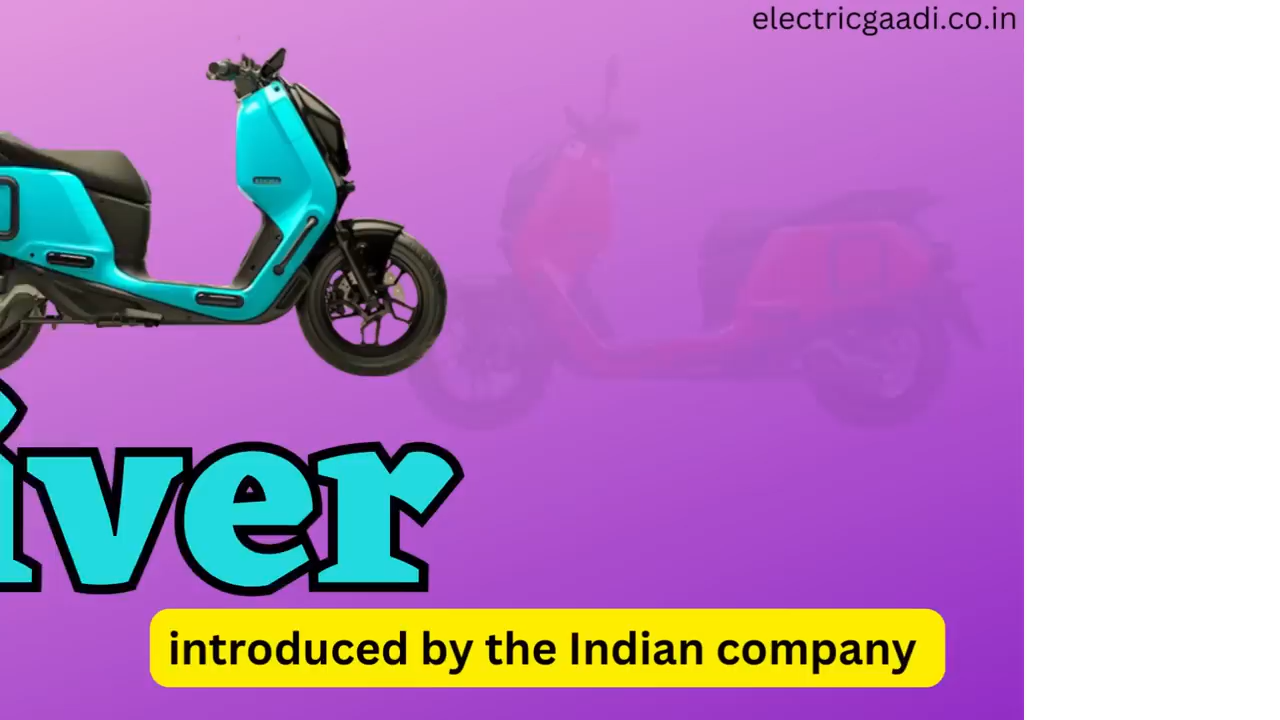 electricgaadi.co.in
iver
introduced by the Indian company